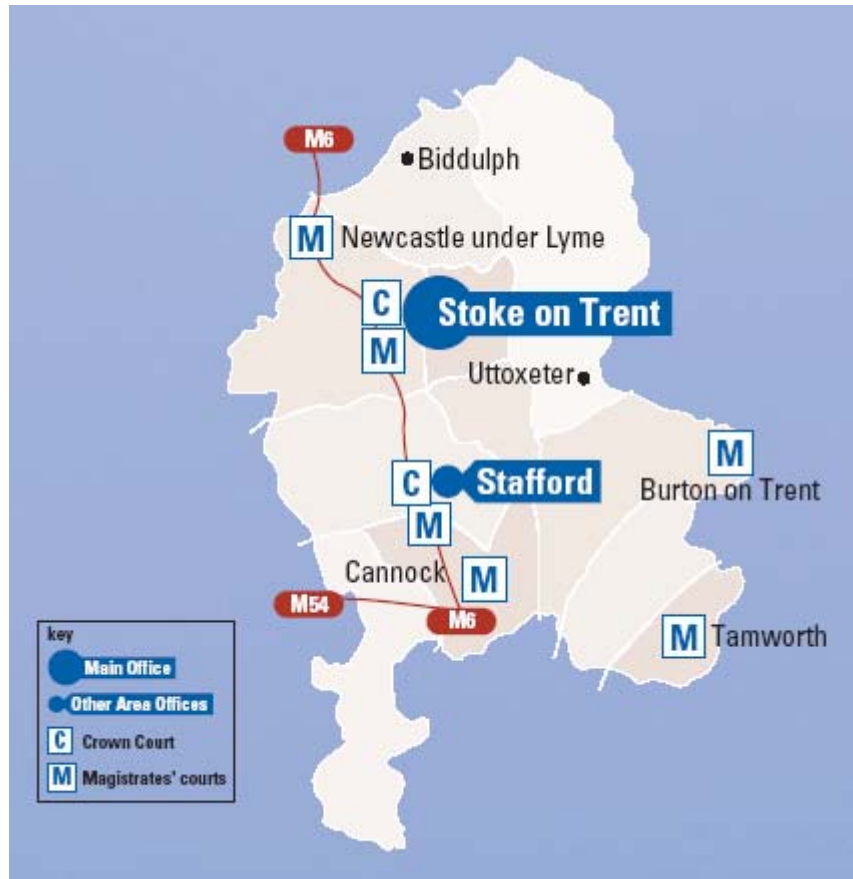 M6
Biddulph
M Newcastle under Lyme
C
Stoke on Trent
M
Uttoxeter
M
Burton on Trent
C
Stafford
M
Cannock
M
M54
M6
M Tamworth
key
Main Office
Other Area Offices
C Crown Court
M Magistrates' courts